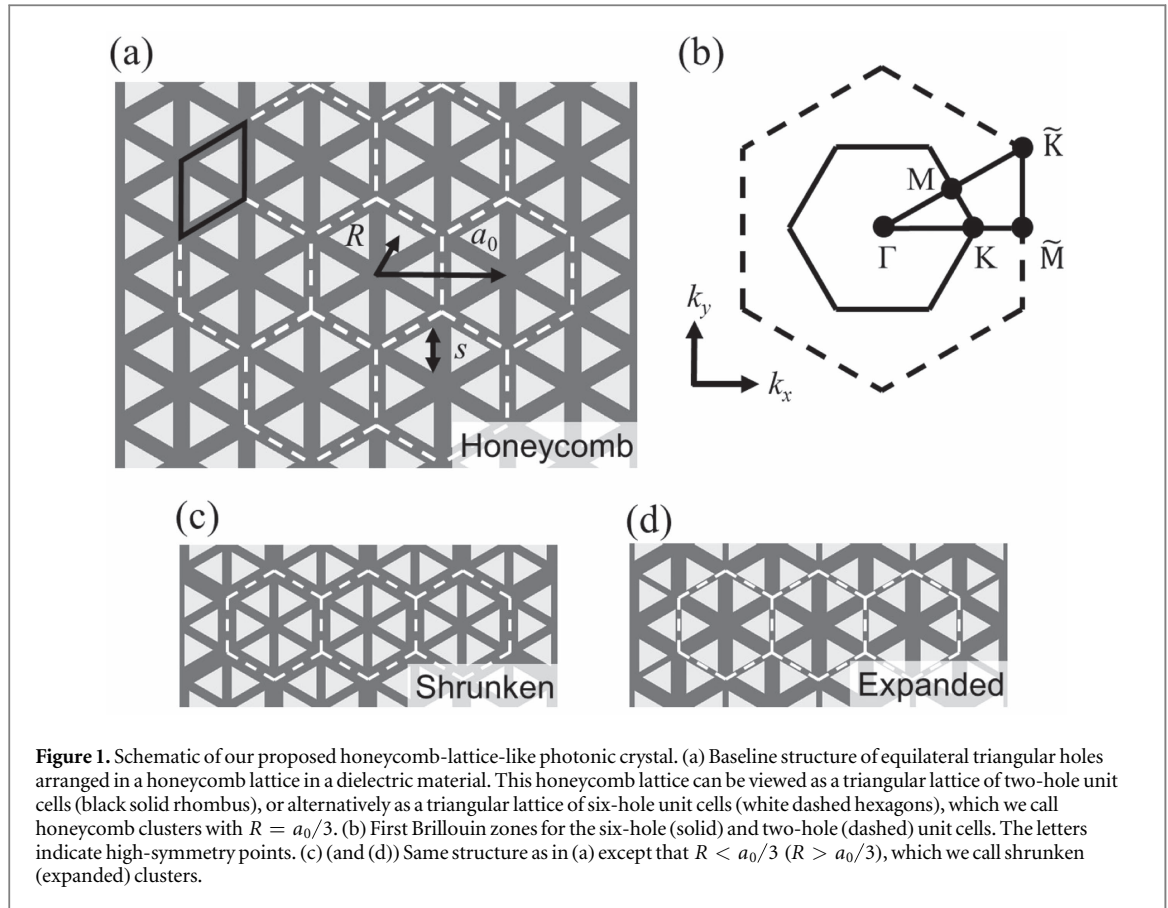 (a)
(b)
R
a₀
s
Honeycomb
K̃
M
Γ
K
M̃
k_y
k_x
(c)
(d)
Shrunken
Expanded
Figure 1. Schematic of our proposed honeycomb-lattice-like photonic crystal. (a) Baseline structure of equilateral triangular holes
arranged in a honeycomb lattice in a dielectric material. This honeycomb lattice can be viewed as a triangular lattice of two-hole unit
cells (black solid rhombus), or alternatively as a triangular lattice of six-hole unit cells (white dashed hexagons), which we call
honeycomb clusters with R = a₀/3. (b) First Brillouin zones for the six-hole (solid) and two-hole (dashed) unit cells. The letters
indicate high-symmetry points. (c) (and (d)) Same structure as in (a) except that R < a₀/3 (R > a₀/3), which we call shrunken
(expanded) clusters.